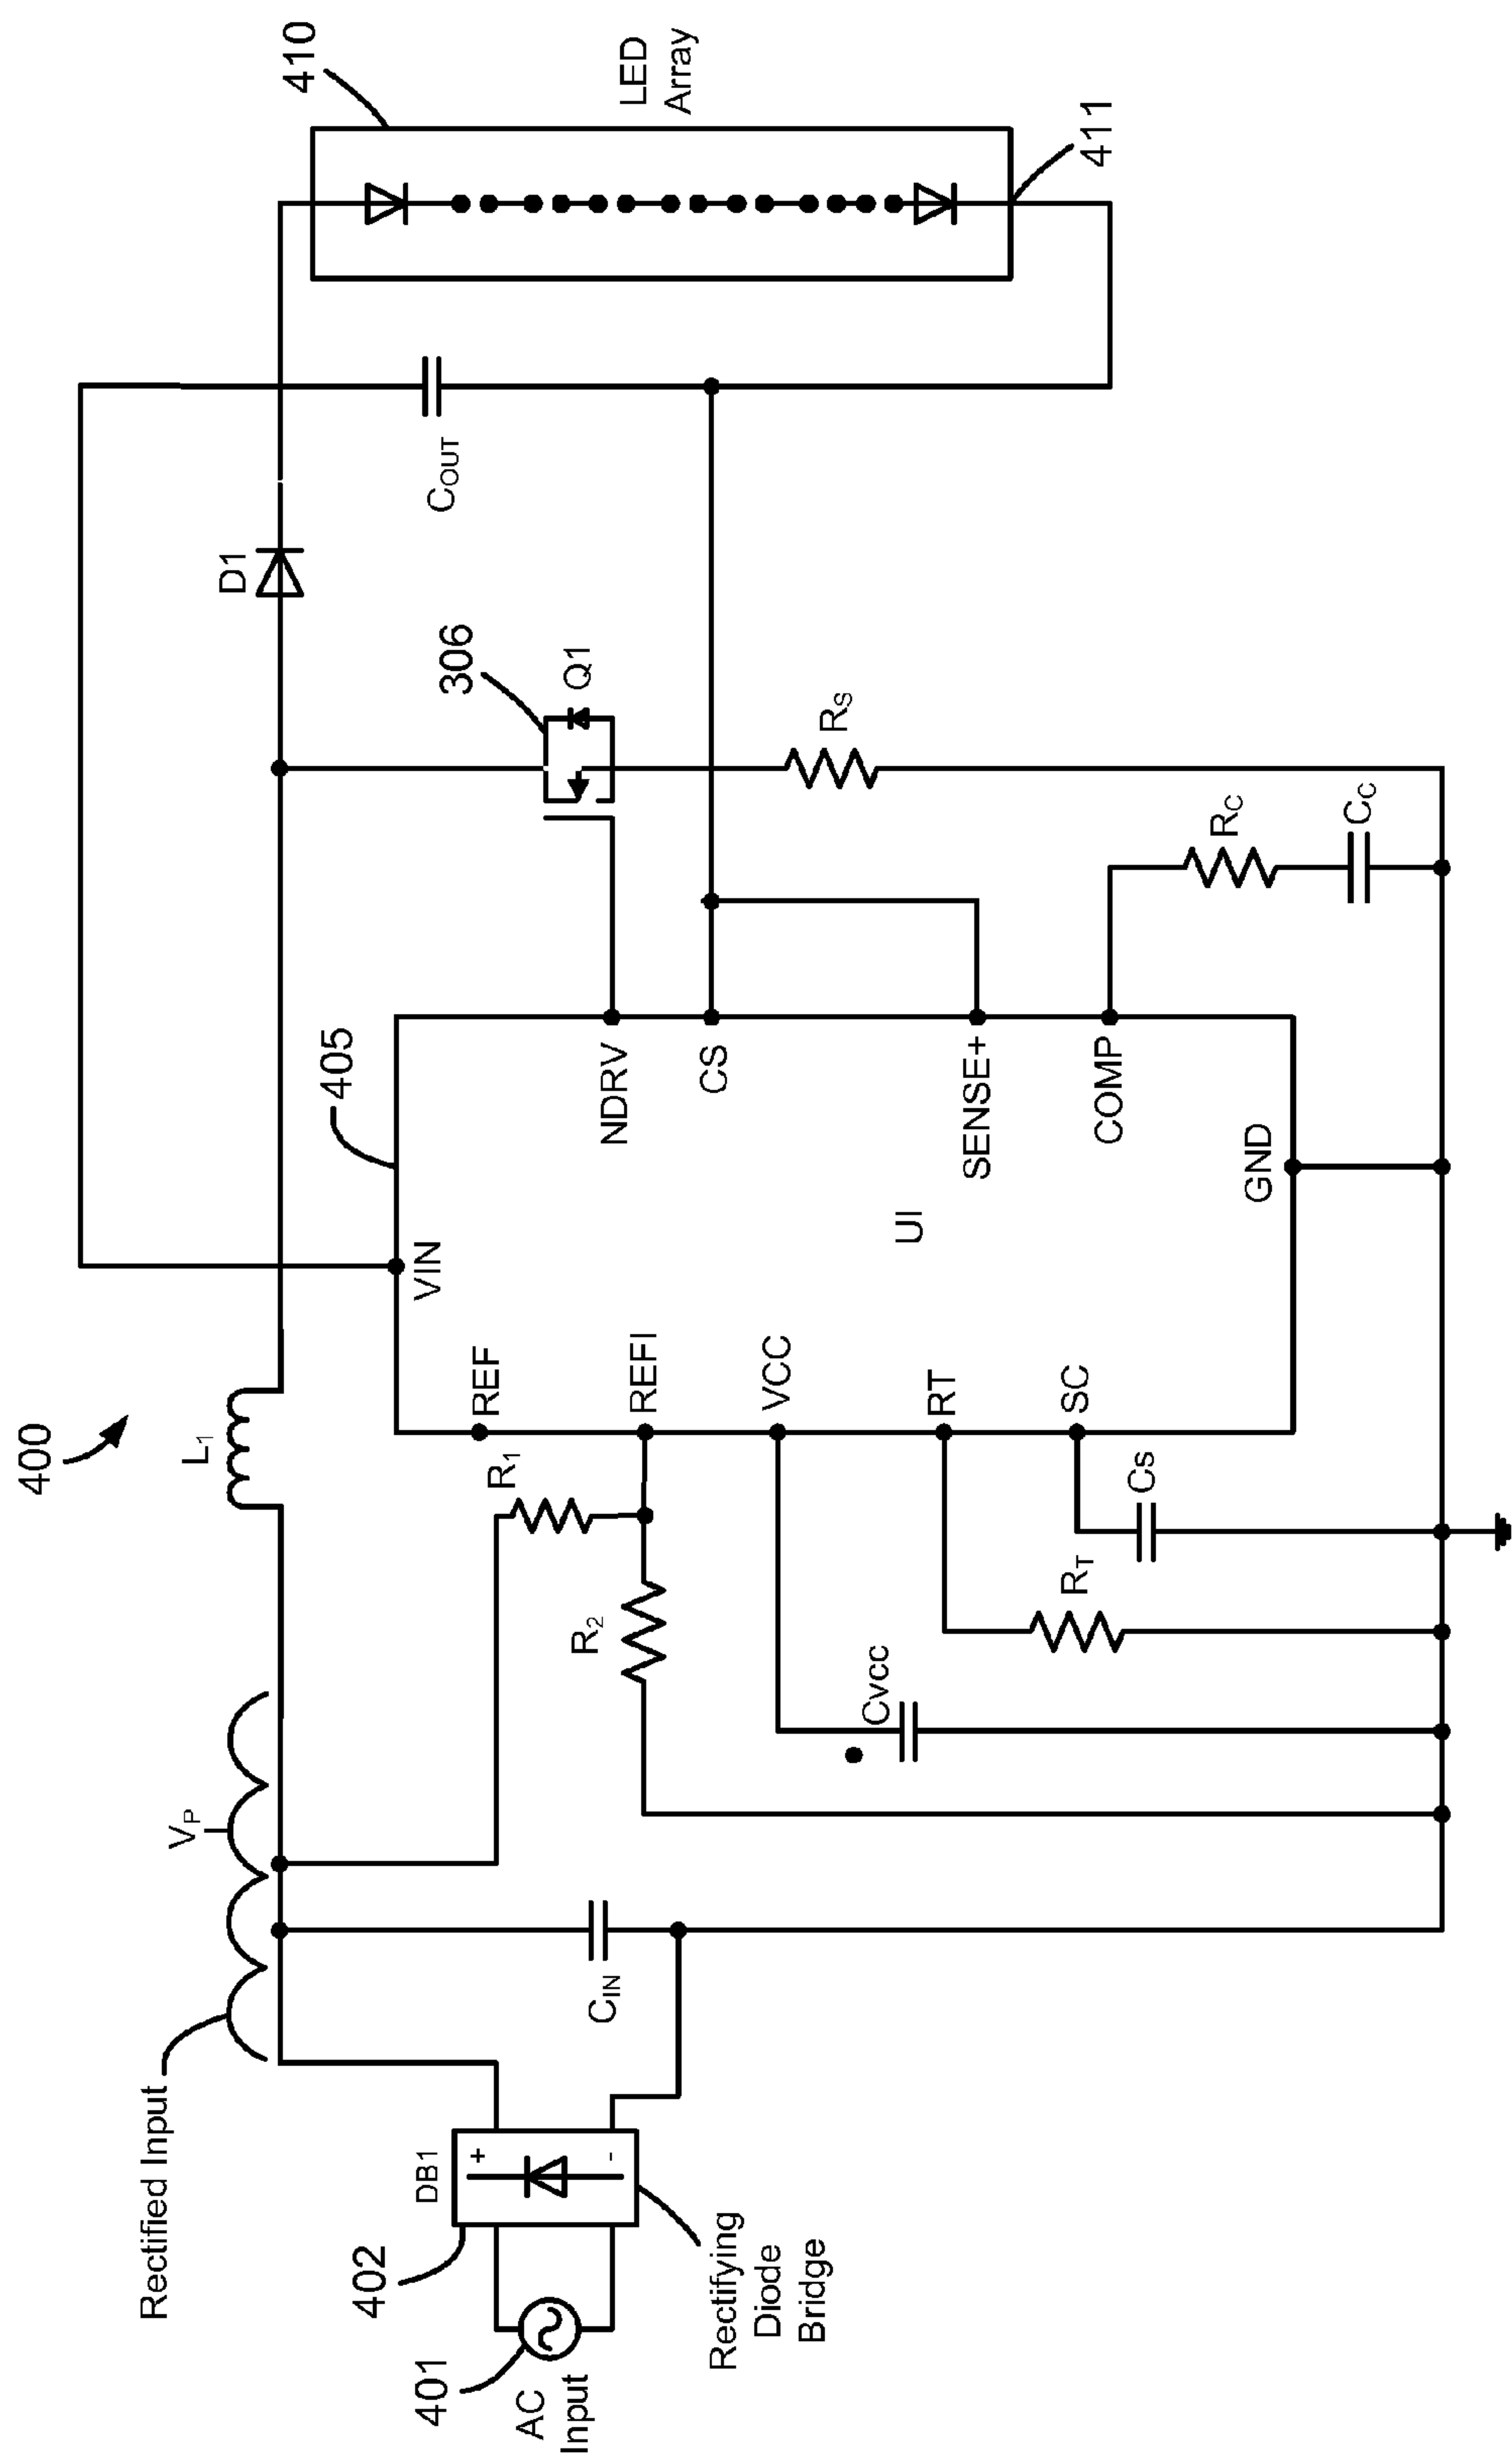 400
Rectified Input
VP
L1
D1
410
LED
Array
411
COUT
306
Q1
RS
405
VIN
REF
REFI
VCC
RT
SC
NDRV
CS
SENSE+
COMP
GND
UI
R1
R2
CVCC
RT
CS
RC
CC
CIN
DB1
+
-
402
401
AC
Input
Rectifying
Diode
Bridge